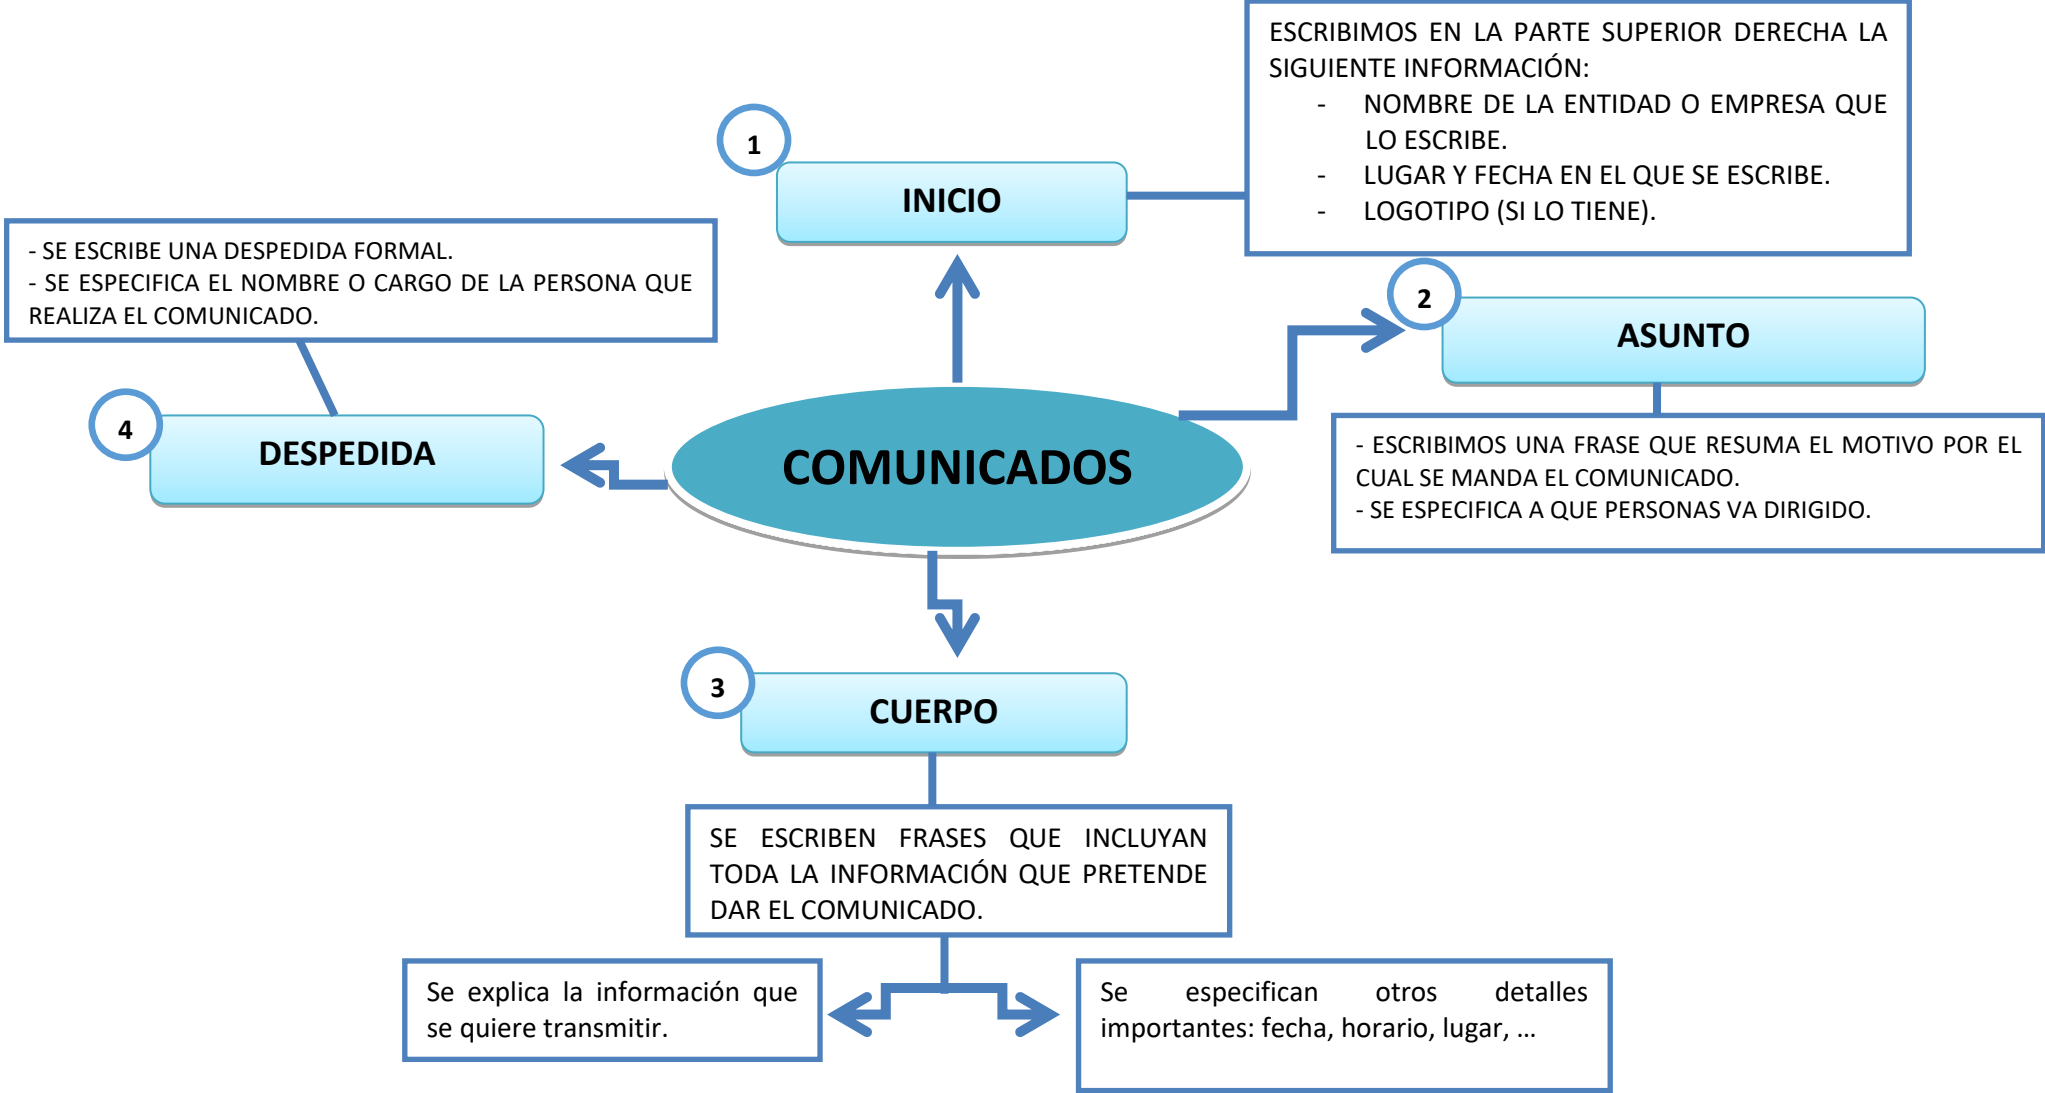 COMUNICADOS
1
INICIO
ESCRIBIMOS EN LA PARTE SUPERIOR DERECHA LA
SIGUIENTE INFORMACIÓN:
- NOMBRE DE LA ENTIDAD O EMPRESA QUE
LO ESCRIBE.
- LUGAR Y FECHA EN EL QUE SE ESCRIBE.
- LOGOTIPO (SI LO TIENE).
2
ASUNTO
- ESCRIBIMOS UNA FRASE QUE RESUMA EL MOTIVO POR EL
CUAL SE MANDA EL COMUNICADO.
- SE ESPECIFICA A QUE PERSONAS VA DIRIGIDO.
3
CUERPO
SE ESCRIBEN FRASES QUE INCLUYAN
TODA LA INFORMACIÓN QUE PRETENDE
DAR EL COMUNICADO.
Se explica la información que
se quiere transmitir.
Se especifican otros detalles
importantes: fecha, horario, lugar, ...
4
DESPEDIDA
- SE ESCRIBE UNA DESPEDIDA FORMAL.
- SE ESPECIFICA EL NOMBRE O CARGO DE LA PERSONA QUE
REALIZA EL COMUNICADO.